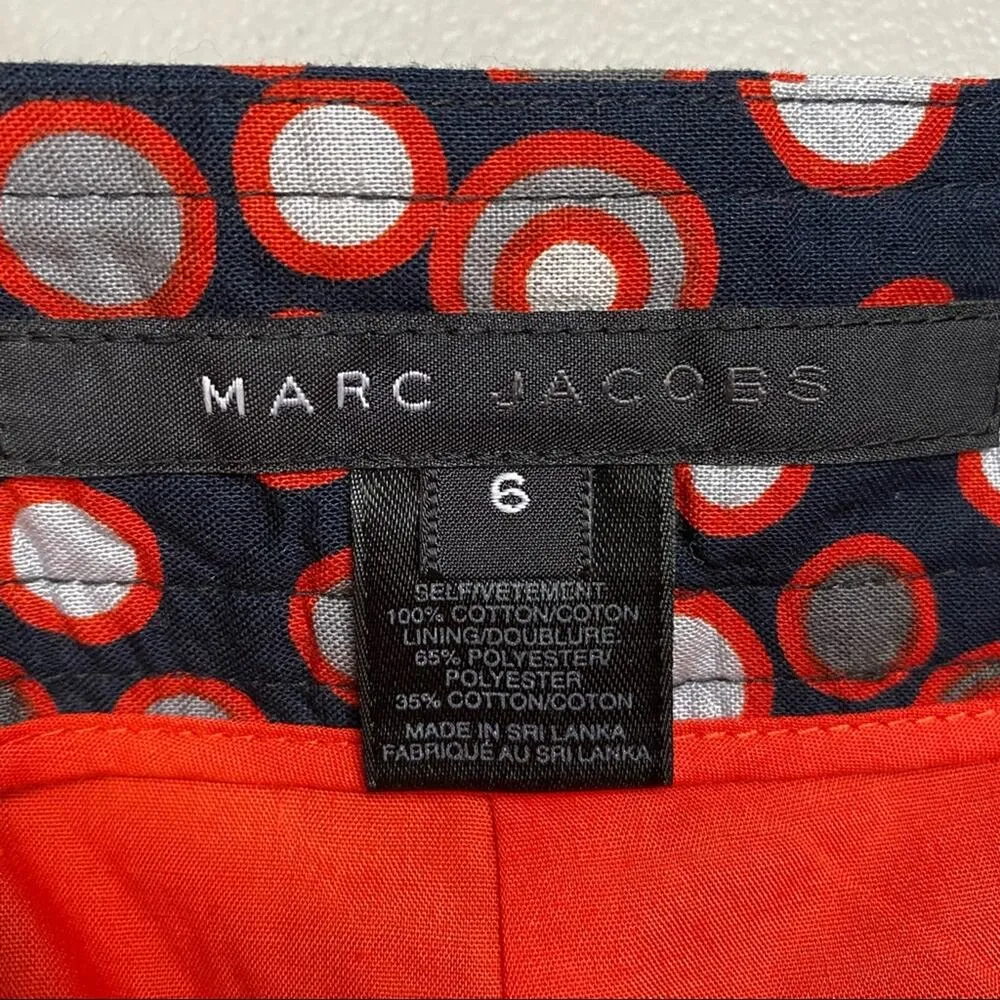 MARC JACOBS
6
SELF/VETEMENT
100% COTTON/COTON
LINING/DOUBLURE:
65% POLYESTER/
POLYESTER
35% COTTON/COTON
MADE IN SRI LANKA
FABRIQUÉ AU SRI LANKA